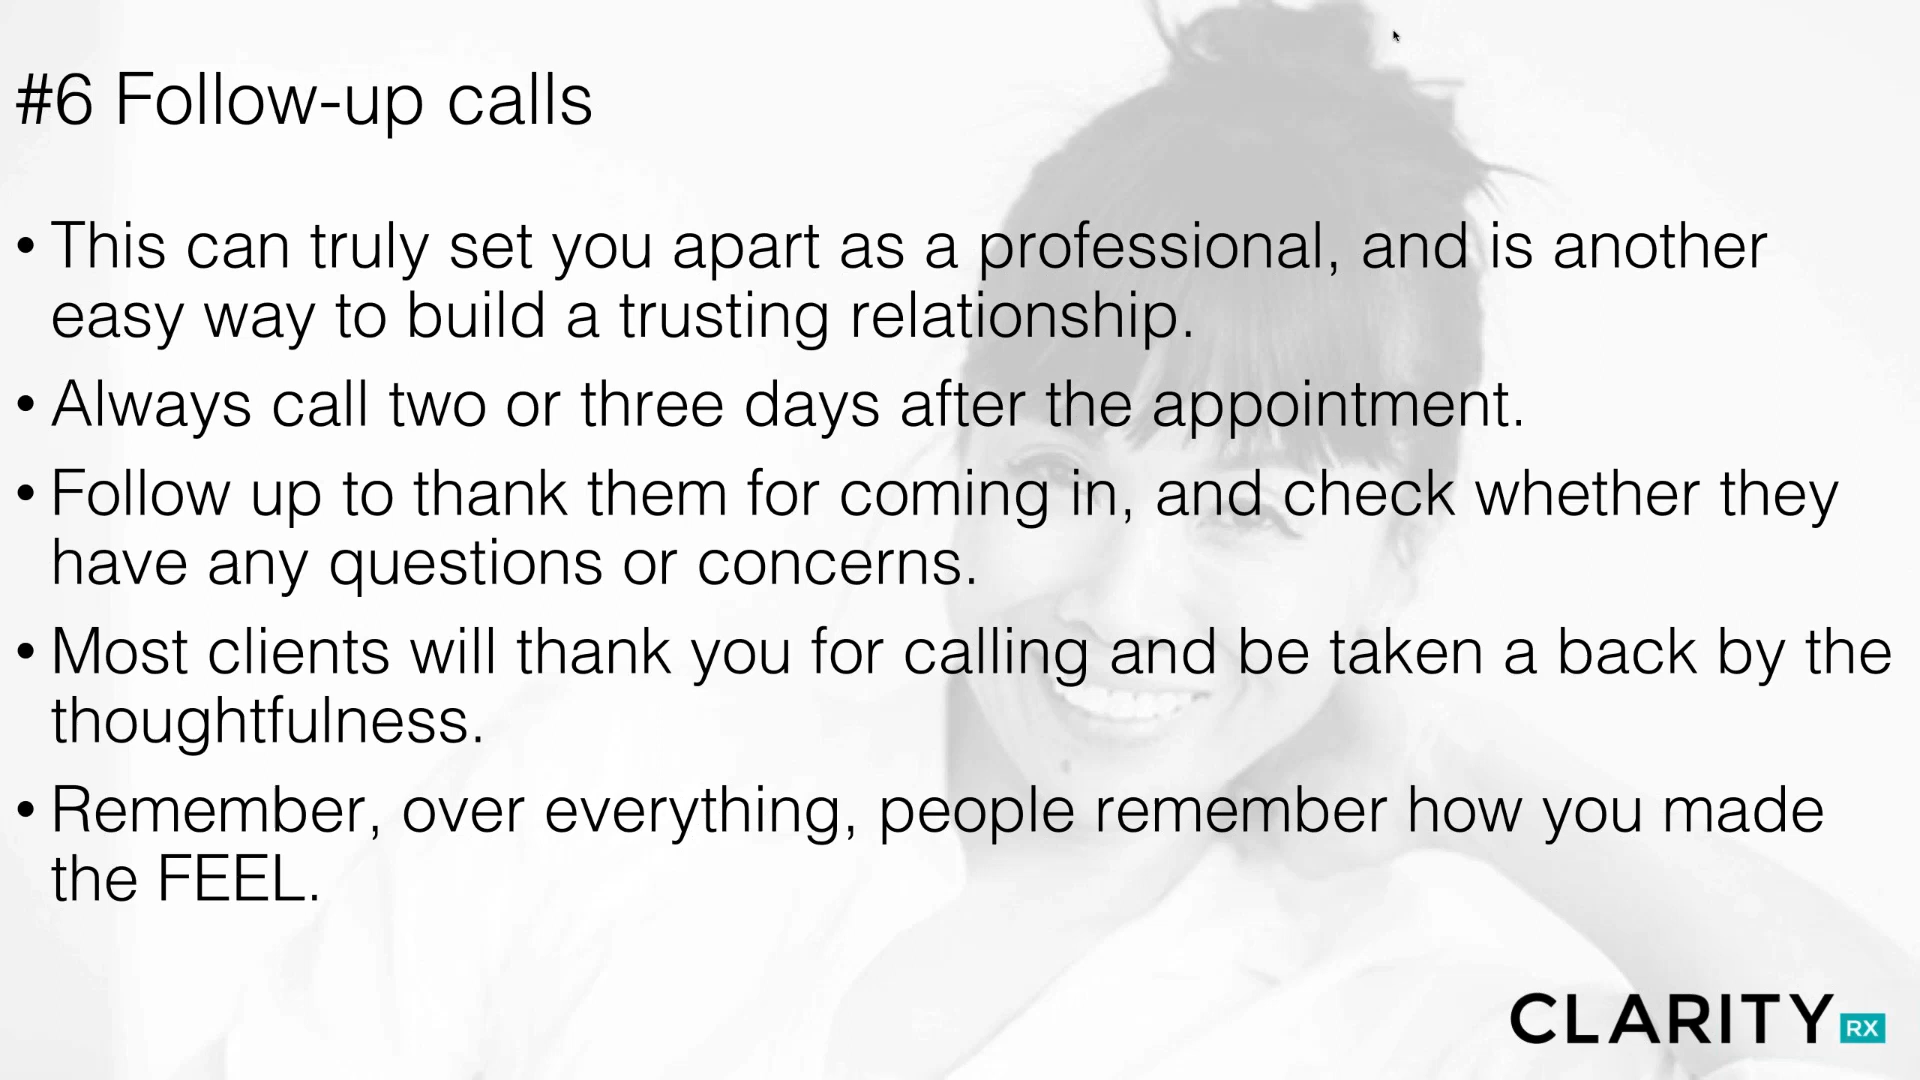 #6 Follow-up calls
• This can truly set you apart as a professional, and is another
easy way to build a trusting relationship.
• Always call two or three days after the appointment.
• Follow up to thank them for coming in, and check whether they
have any questions or concerns.
• Most clients will thank you for calling and be taken a back by the
thoughtfulness.
• Remember, over everything, people remember how you made
the FEEL.
CLARITY RX